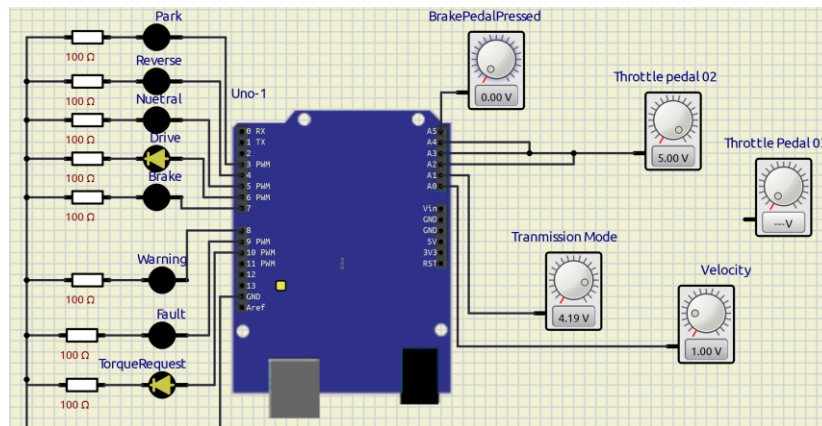 Park
100 Ω
Reverse
100 Ω
Nuetral
100 Ω
Drive
100 Ω
Brake
100 Ω
Warning
100 Ω
Fault
100 Ω
TorqueRequest
100 Ω
Uno-1
0 RX
1 TX
2
3 PWM
4
5 PWM
6 PWM
7
8
9 PWM
10 PWM
11 PWM
12
13
GND
Aref
A5
A4
A3
A2
A1
A0
Vin
GND
GND
5V
3V3
RST
BrakePedalPressed
0.00 V
Throttle pedal 02
5.00 V
Throttle Pedal
---V
Tranmission Mode
4.19 V
Velocity
1.00 V